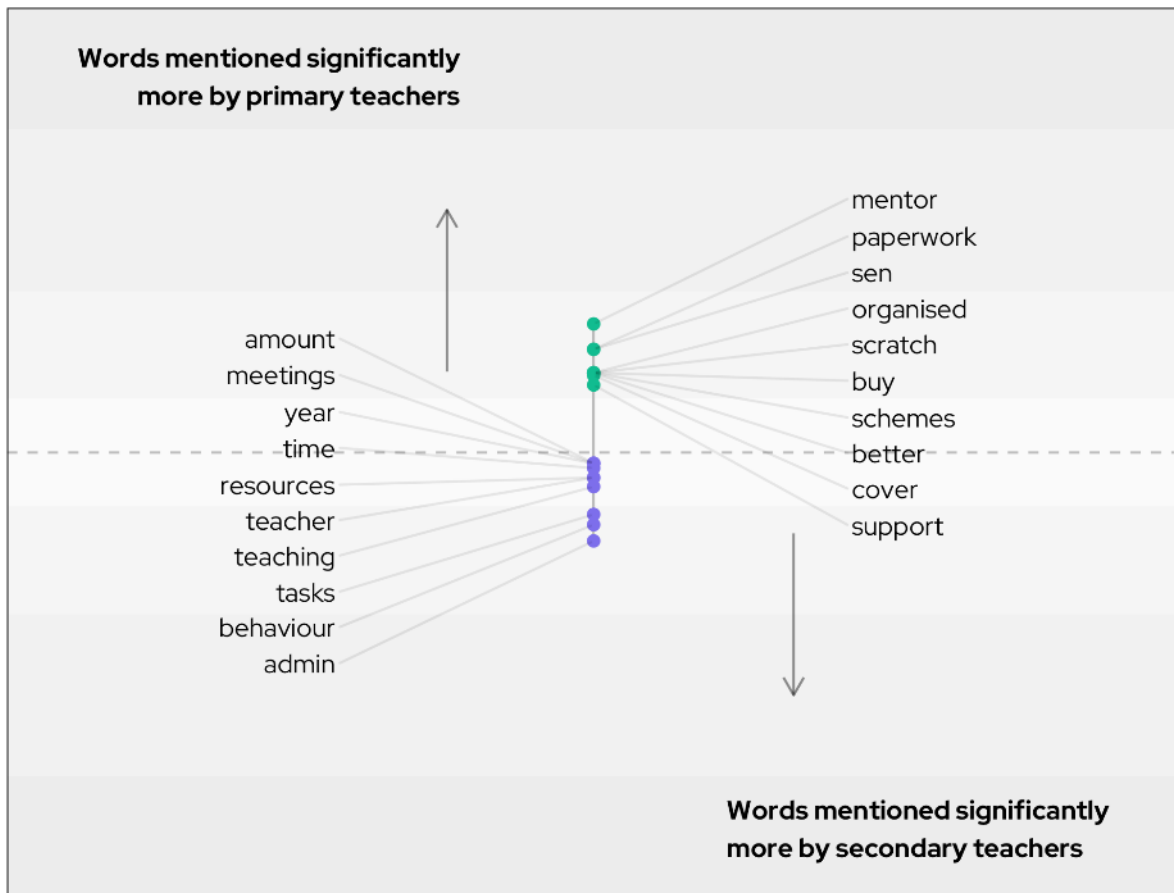 Words mentioned significantly
more by primary teachers
mentor
paperwork
sen
organised
scratch
buy
schemes
better
cover
support
amount
meetings
year
time
resources
teacher
teaching
tasks
behaviour
admin
Words mentioned significantly
more by secondary teachers